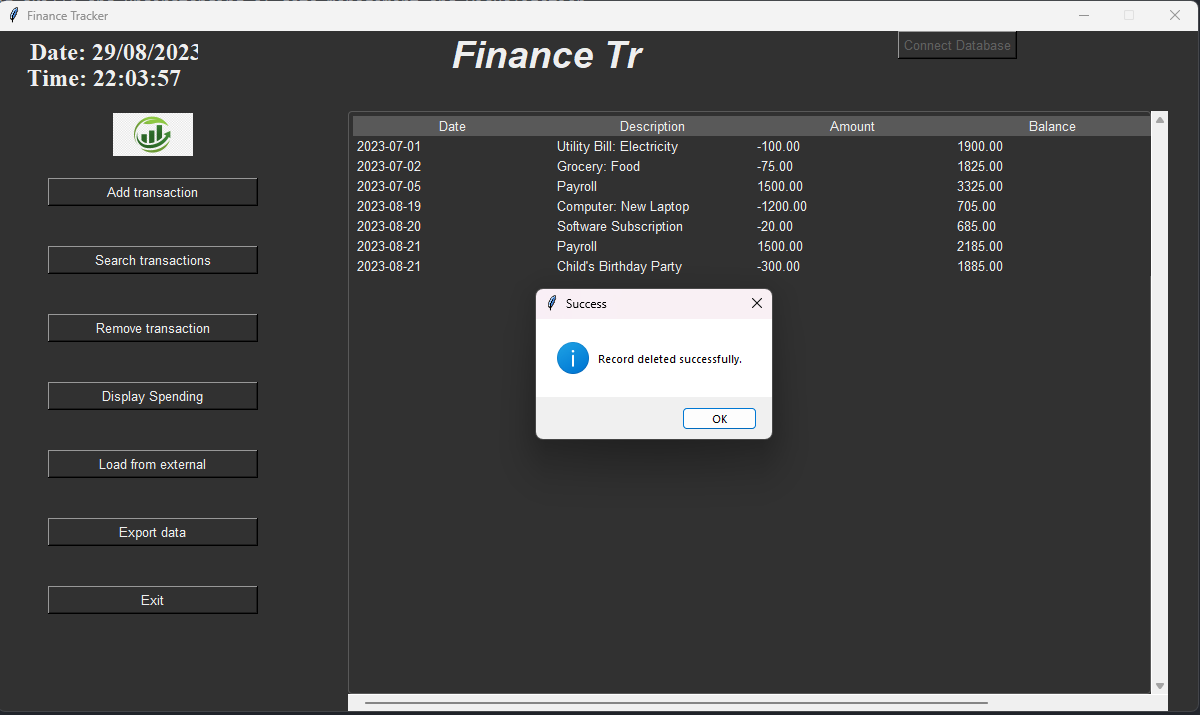 Finance Tracker
Date: 29/08/2023
Time: 22:03:57
Finance Tr
Connect Database
Add transaction
Search transactions
Remove transaction
Display Spending
Load from external
Export data
Exit
Date Description Amount Balance
2023-07-01 Utility Bill: Electricity -100.00 1900.00
2023-07-02 Grocery: Food -75.00 1825.00
2023-07-05 Payroll 1500.00 3325.00
2023-08-19 Computer: New Laptop -1200.00 705.00
2023-08-20 Software Subscription -20.00 685.00
2023-08-21 Payroll 1500.00 2185.00
2023-08-21 Child's Birthday Party -300.00 1885.00
Success
Record deleted successfully.
OK